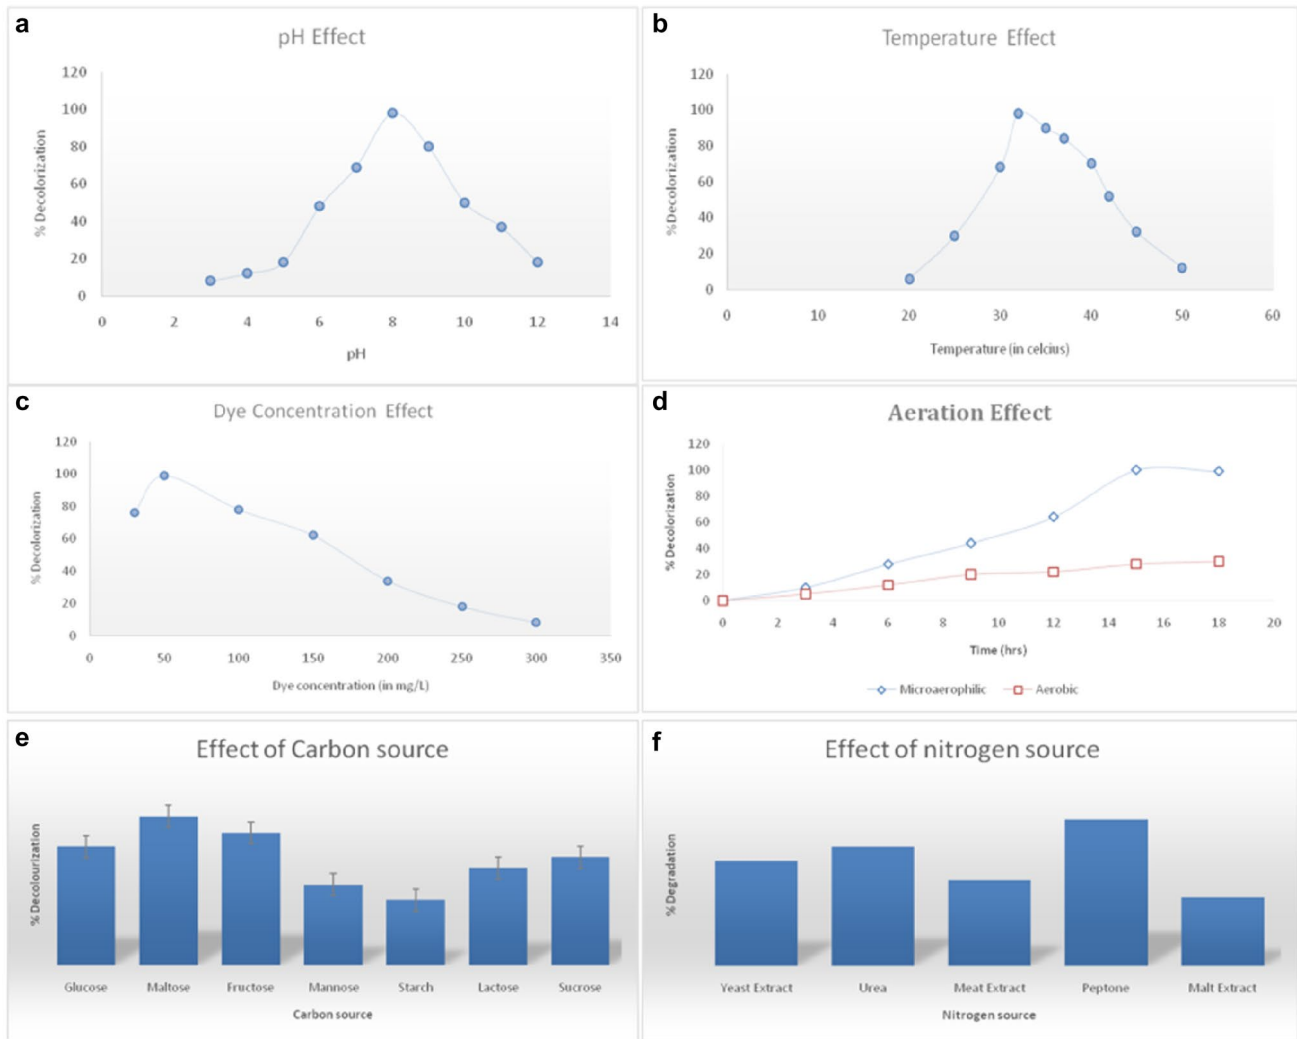 a
pH Effect
120
100
80
60
40
20
0
0 2 4 6 8 10 12 14
% Decolorization
pH
b
Temperature Effect
120
100
80
60
40
20
0
0 10 20 30 40 50 60
%Decolorization
Temperature (in celcius)
c
Dye Concentration Effect
120
100
80
60
40
20
0
0 50 100 150 200 250 300 350
% Decolorization
Dye concentration (in mg/L)
d
Aeration Effect
120
100
80
60
40
20
0
0 2 4 6 8 10 12 14 16 18 20
% Decolorization
Time (hrs)
Microaerophilic Aerobic
e
Effect of Carbon source
% Decolourization
Glucose Maltose Fructose Mannose Starch Lactose Sucrose
Carbon source
f
Effect of nitrogen source
% Degradation
Yeast Extract Urea Meat Extract Peptone Malt Extract
Nitrogen source